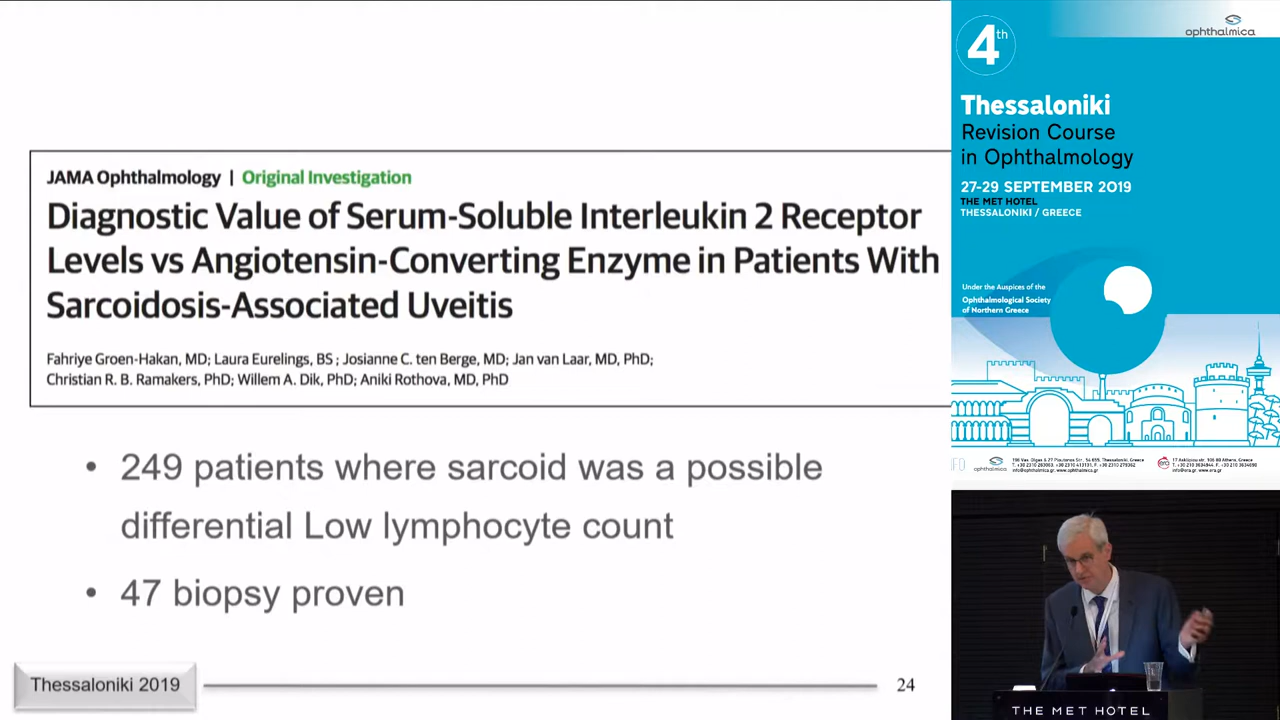 JAMA Ophthalmology | Original Investigation
Diagnostic Value of Serum-Soluble Interleukin 2 Receptor
Levels vs Angiotensin-Converting Enzyme in Patients With
Sarcoidosis-Associated Uveitis
Fahriye Groen-Hakan, MD; Laura Eurelings, BS ; Josianne C. ten Berge, MD; Jan van Laar, MD, PhD;
Christian R. B. Ramakers, PhD; Willem A. Dik, PhD; Aniki Rothova, MD, PhD
• 249 patients where sarcoid was a possible
differential Low lymphocyte count
• 47 biopsy proven
Thessaloniki 2019
24
ophthalmica
4th
Thessaloniki
Revision Course
in Ophthalmology
27-29 SEPTEMBER 2019
THE MET HOTEL
THESSALONIKI / GREECE
Under the Auspices of the
Ophthalmological Society
of Northern Greece
ophthalmica
THE MET HOTEL